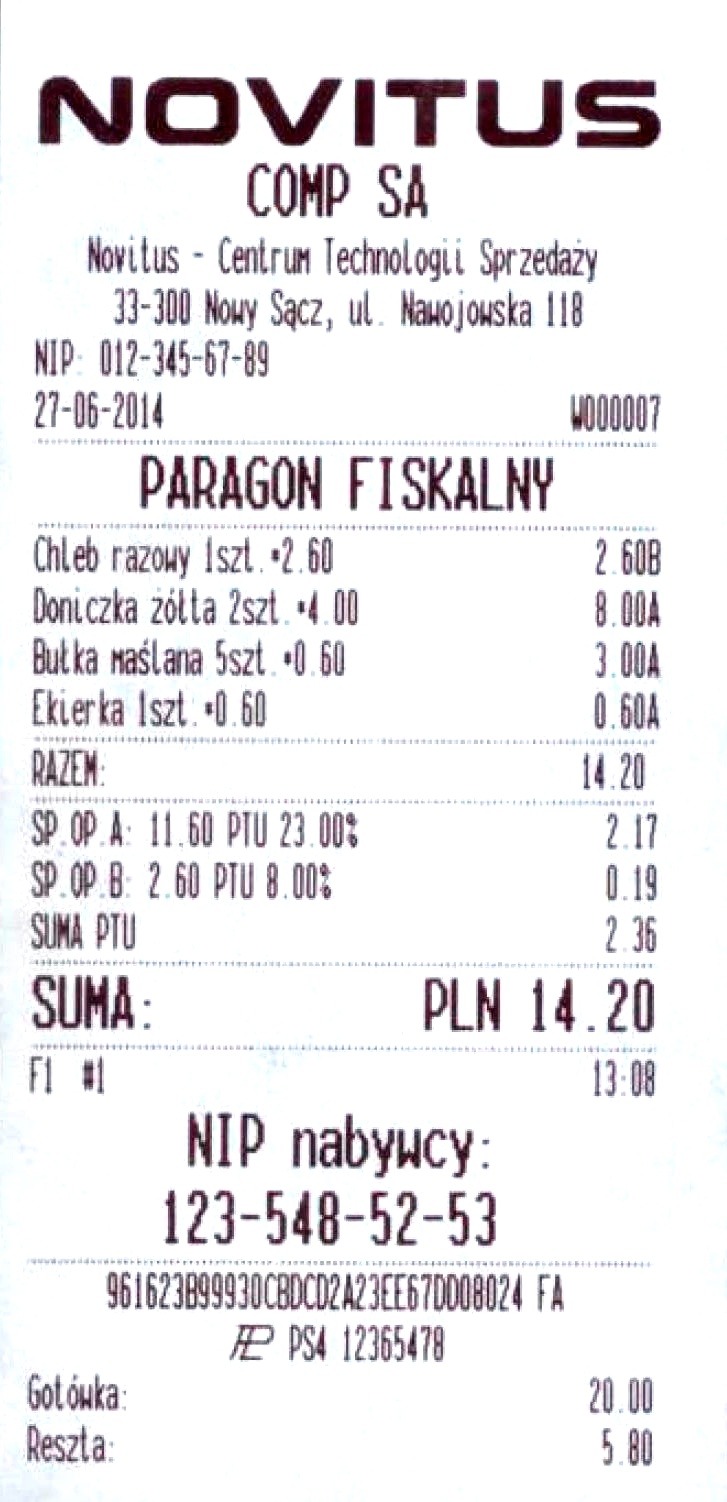 NOVITUS
COMP SA
Novitus - Centrum Technologii Sprzedaży
33-300 Nowy Sącz, ul. Nawojowska 118
NIP: 012-345-67-89
27-06-2014 W000007
PARAGON FISKALNY
Chleb razowy 1szt.*2.60 2.60B
Doniczka żółta 2szt.*4.00 8.00A
Bułka maślana 5szt.*0.60 3.00A
Ekierka 1szt.*0.60 0.60A
RAZEM: 14.20
SP.OP.A: 11.60 PTU 23.00% 2.17
SP.OP.B: 2.60 PTU 8.00% 0.19
SUMA PTU 2.36
SUMA: PLN 14.20
F1 #1 13:08
NIP nabywcy:
123-548-52-53
961623B99930CBDCD2A23EE67DD08024 FA
PL PS4 12365478
Gotówka: 20.00
Reszta: 5.80